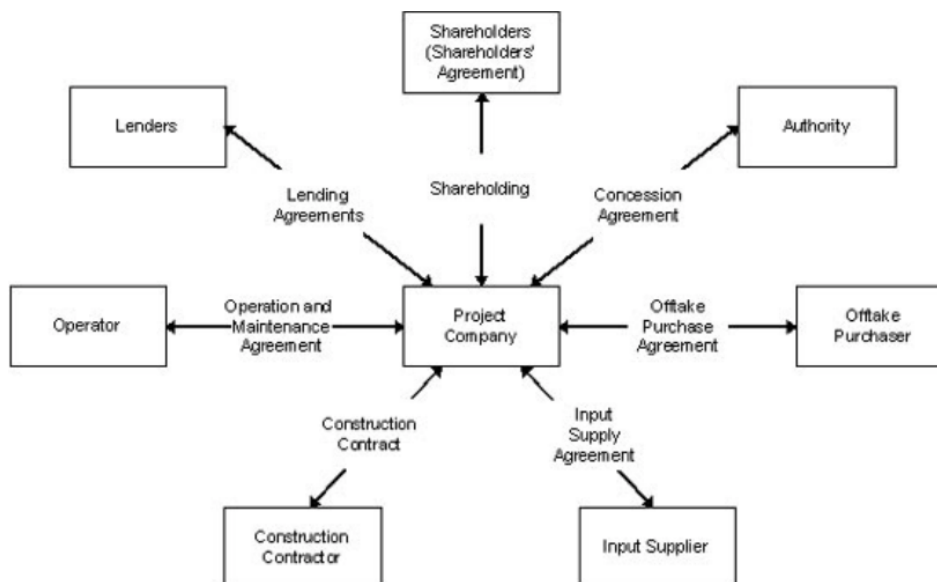 Shareholders
(Shareholders'
Agreement)
Lenders
Authority
Lending
Agreements
Shareholding
Concession
Agreement
Operator
Operation and
Maintenance
Agreement
Project
Company
Offtake
Purchase
Agreement
Offtake
Purchaser
Construction
Contract
Input
Supply
Agreement
Construction
Contractor
Input Supplier